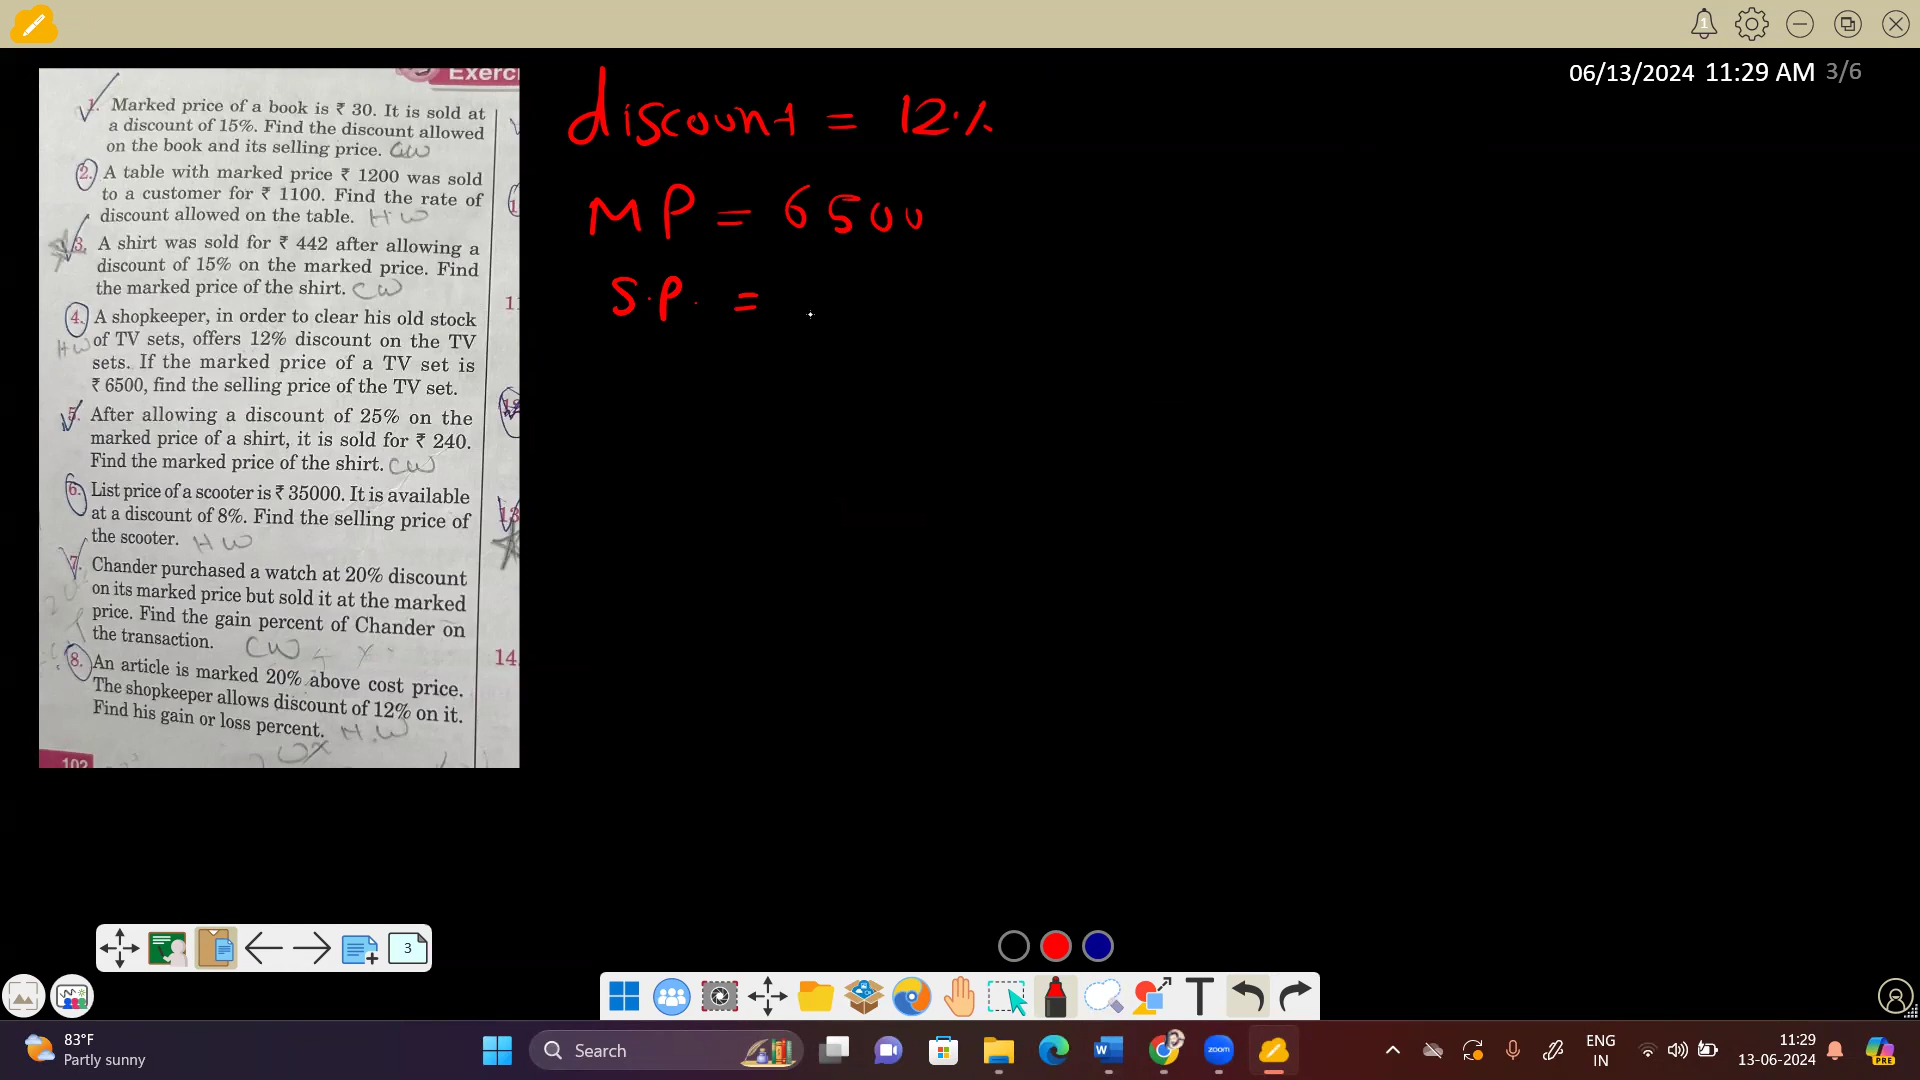 06/13/2024 11:29 AM 3/6
Exerci
1. Marked price of a book is ₹ 30. It is sold at
a discount of 15%. Find the discount allowed
on the book and its selling price. CW
2. A table with marked price ₹ 1200 was sold
to a customer for ₹ 1100. Find the rate of
discount allowed on the table. H W
3. A shirt was sold for ₹ 442 after allowing a
discount of 15% on the marked price. Find
the marked price of the shirt. CW
4. A shopkeeper, in order to clear his old stock
HW of TV sets, offers 12% discount on the TV
sets. If the marked price of a TV set is
₹ 6500, find the selling price of the TV set.
5. After allowing a discount of 25% on the
marked price of a shirt, it is sold for ₹ 240.
Find the marked price of the shirt. CW
6. List price of a scooter is ₹ 35000. It is available
at a discount of 8%. Find the selling price of
the scooter. H W
7. Chander purchased a watch at 20% discount
on its marked price but sold it at the marked
price. Find the gain percent of Chander on
the transaction. CW
8. An article is marked 20% above cost price.
The shopkeeper allows discount of 12% on it.
Find his gain or loss percent. H.W
102
11
13
14.
discount = 12%
MP = 6500
S.P. =
3
83°F
Partly sunny
Search
zoom
ENG
IN
11:29
13-06-2024
PRE